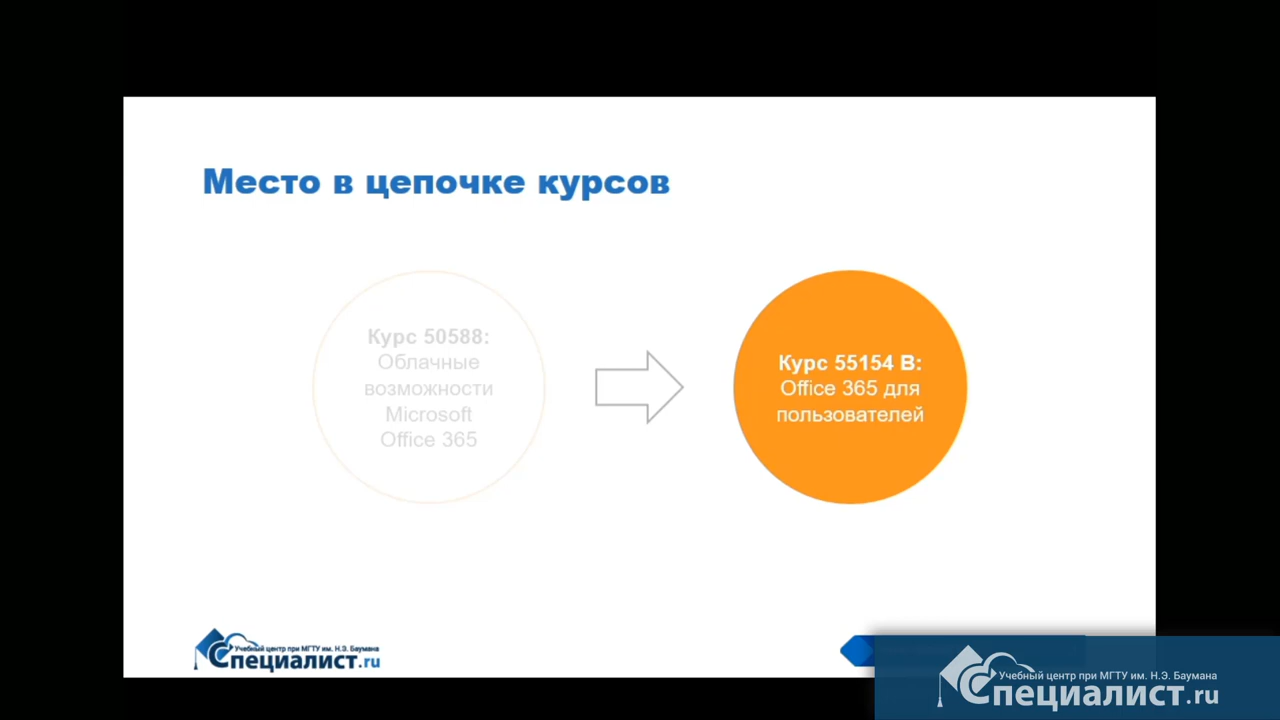 Место в цепочке курсов
Курс 50588:
Облачные
возможности
Microsoft
Office 365
Курс 55154 В:
Office 365 для
пользователей
Учебный центр при МГТУ им. Н.Э. Баумана
Специалист.ru
Учебный центр при МГТУ им. Н.Э. Баумана
Специалист.ru